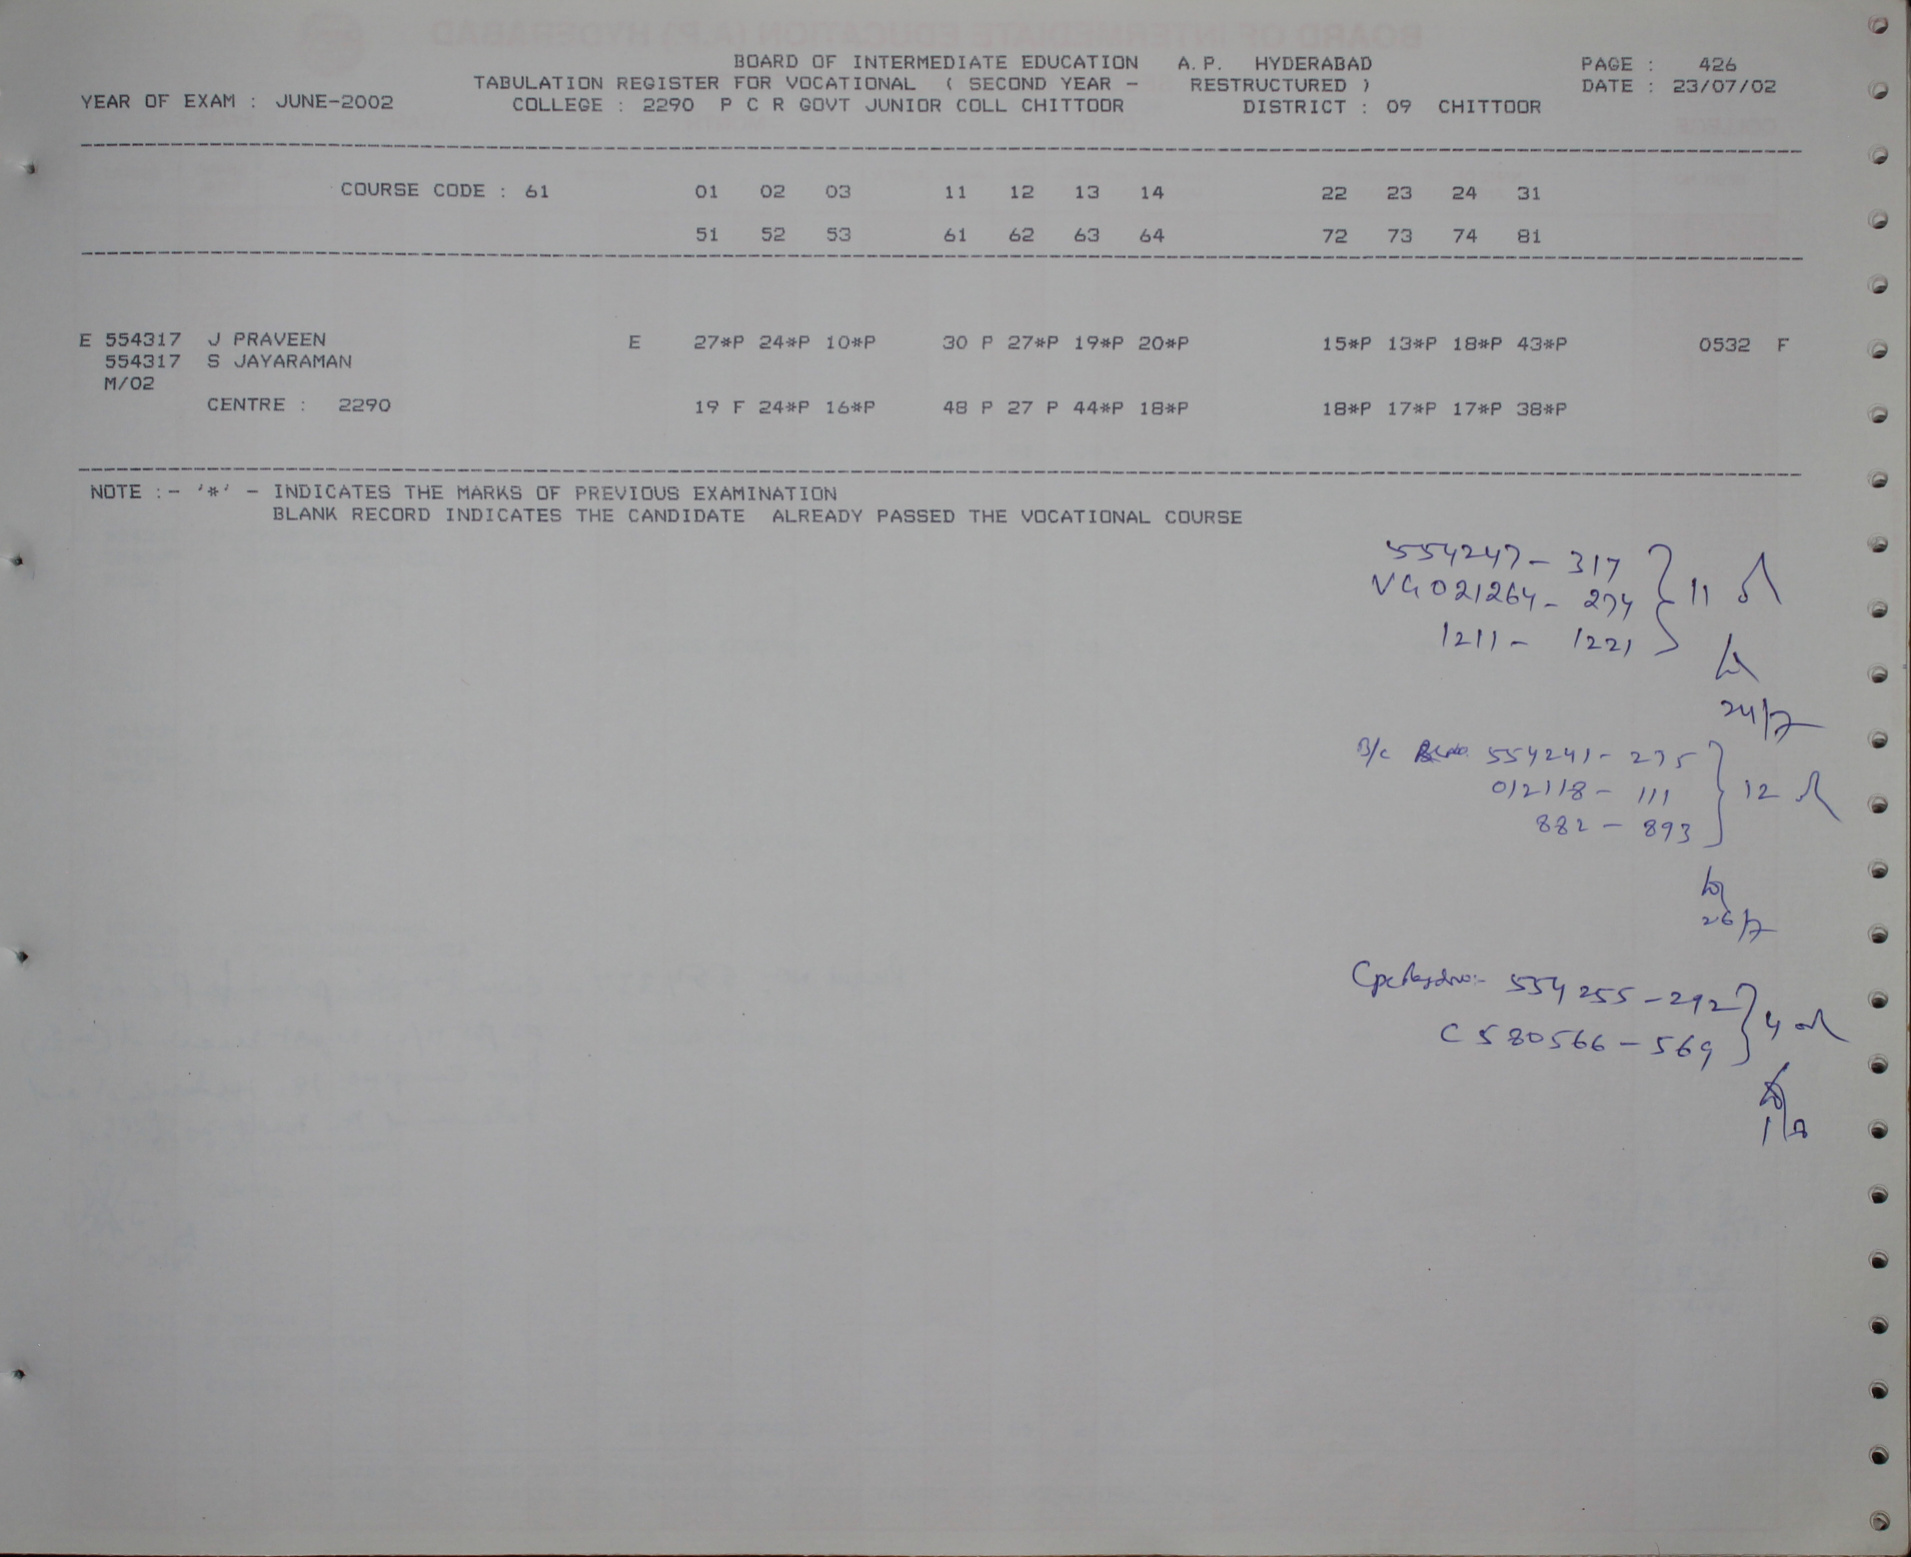 BOARD OF INTERMEDIATE EDUCATION A.P. HYDERABAD PAGE : 426
TABULATION REGISTER FOR VOCATIONAL ( SECOND YEAR - RESTRUCTURED ) DATE : 23/07/02
YEAR OF EXAM : JUNE-2002 COLLEGE : 2290 P C R GOVT JUNIOR COLL CHITTOOR DISTRICT : 09 CHITTOOR
COURSE CODE : 61 01 02 03 11 12 13 14 22 23 24 31
51 52 53 61 62 63 64 72 73 74 81
E 554317 J PRAVEEN E 27*P 24*P 10*P 30 P 27*P 19*P 20*P 15*P 13*P 18*P 43*P 0532 F
554317 S JAYARAMAN
M/02
CENTRE : 2290 19 F 24*P 16*P 48 P 27 P 44*P 18*P 18*P 17*P 17*P 38*P
NOTE :- '*' - INDICATES THE MARKS OF PREVIOUS EXAMINATION
BLANK RECORD INDICATES THE CANDIDATE ALREADY PASSED THE VOCATIONAL COURSE
554247 - 317
VG021264 - 274 } 11
1211 - 1221
24/7
B/c 554241 - 275
012118 - 111 } 12
882 - 893
26/7
554255 - 292
C 580566 - 569 } 4
1/8